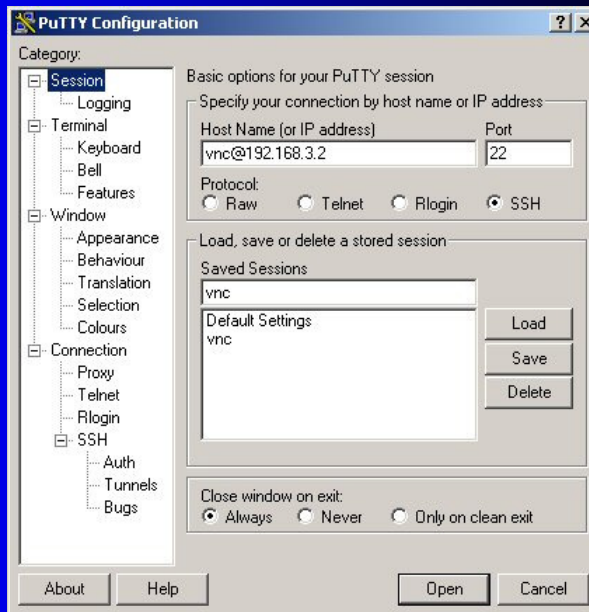 PuTTY Configuration
Category:
Session
Logging
Terminal
Keyboard
Bell
Features
Window
Appearance
Behaviour
Translation
Selection
Colours
Connection
Proxy
Telnet
Rlogin
SSH
Auth
Tunnels
Bugs
Basic options for your PuTTY session
Specify your connection by host name or IP address
Host Name (or IP address) Port
vnc@192.168.3.2 22
Protocol:
Raw Telnet Rlogin SSH
Load, save or delete a stored session
Saved Sessions
vnc
Default Settings
vnc
Load
Save
Delete
Close window on exit:
Always Never Only on clean exit
About Help Open Cancel